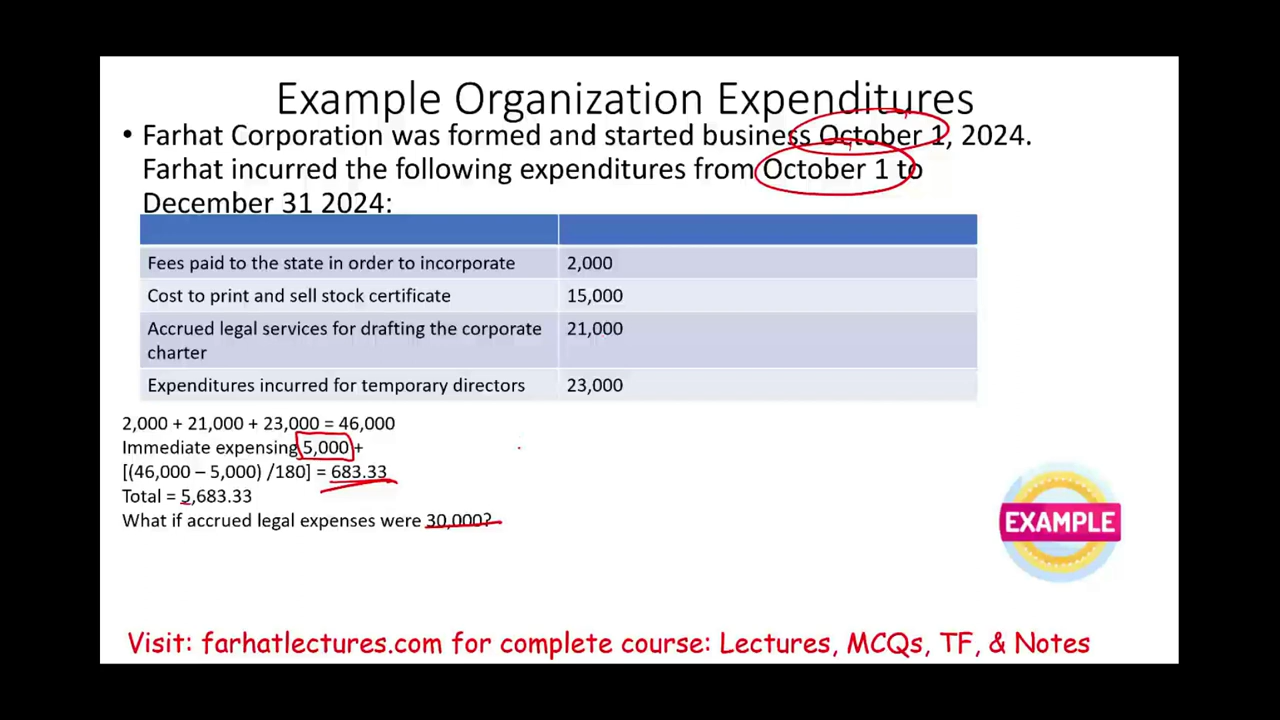 Example Organization Expenditures
• Farhat Corporation was formed and started business October 1, 2024.
Farhat incurred the following expenditures from October 1 to
December 31 2024:
Fees paid to the state in order to incorporate 2,000
Cost to print and sell stock certificate 15,000
Accrued legal services for drafting the corporate 21,000
charter
Expenditures incurred for temporary directors 23,000
2,000 + 21,000 + 23,000 = 46,000
Immediate expensing 5,000 +
[(46,000 – 5,000) /180] = 683.33
Total = 5,683.33
What if accrued legal expenses were 30,000?
EXAMPLE
Visit: farhatlectures.com for complete course: Lectures, MCQs, TF, & Notes